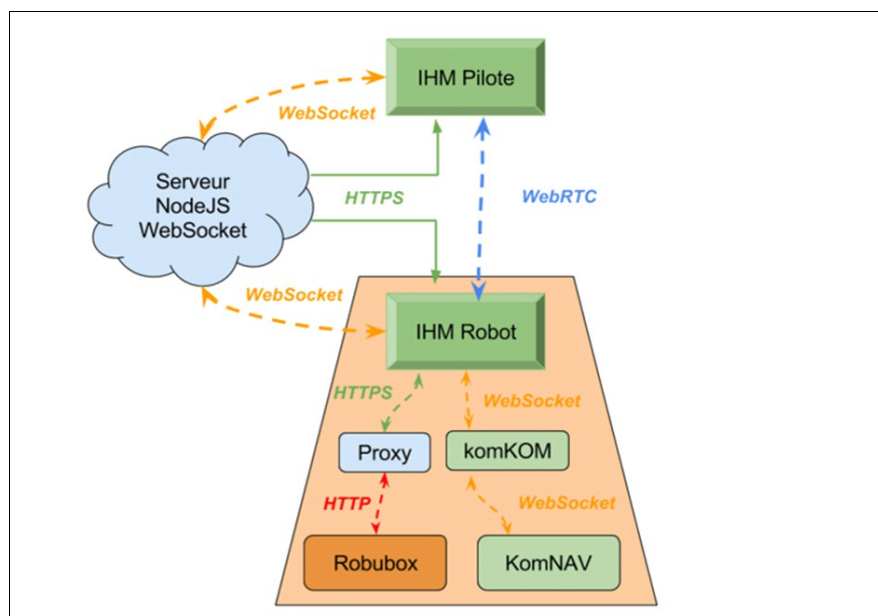 IHM Pilote
WebSocket
Serveur
NodeJS
WebSocket
HTTPS
WebRTC
WebSocket
IHM Robot
HTTPS
WebSocket
Proxy
komKOM
HTTP
WebSocket
Robubox
KomNAV